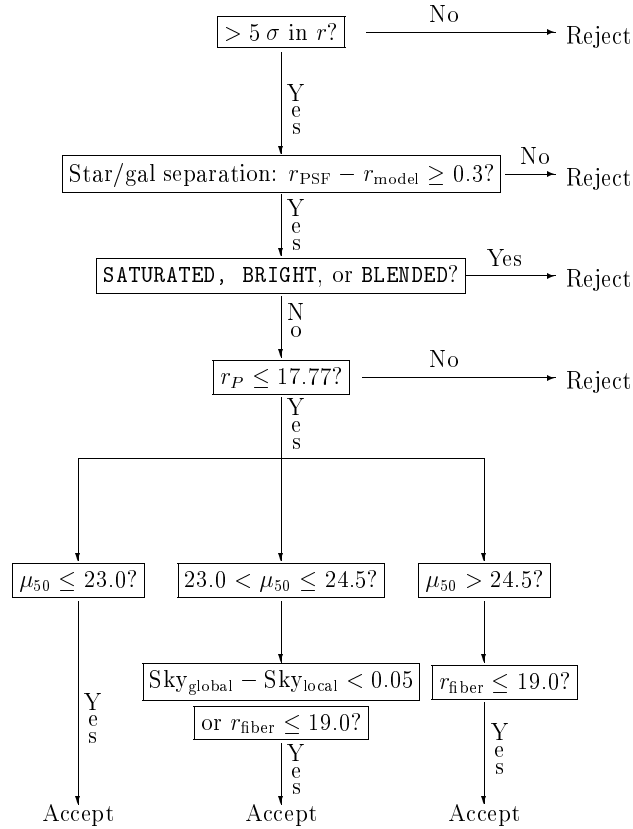 > 5 σ in r?
No
Reject
Yes
Star/gal separation: r_PSF − r_model ≥ 0.3?
No
Reject
Yes
SATURATED, BRIGHT, or BLENDED?
Yes
Reject
No
r_P ≤ 17.77?
No
Reject
Yes
μ_50 ≤ 23.0?
23.0 < μ_50 ≤ 24.5?
μ_50 > 24.5?
Sky_global − Sky_local < 0.05
or r_fiber ≤ 19.0?
r_fiber ≤ 19.0?
Yes
Yes
Yes
Accept
Accept
Accept